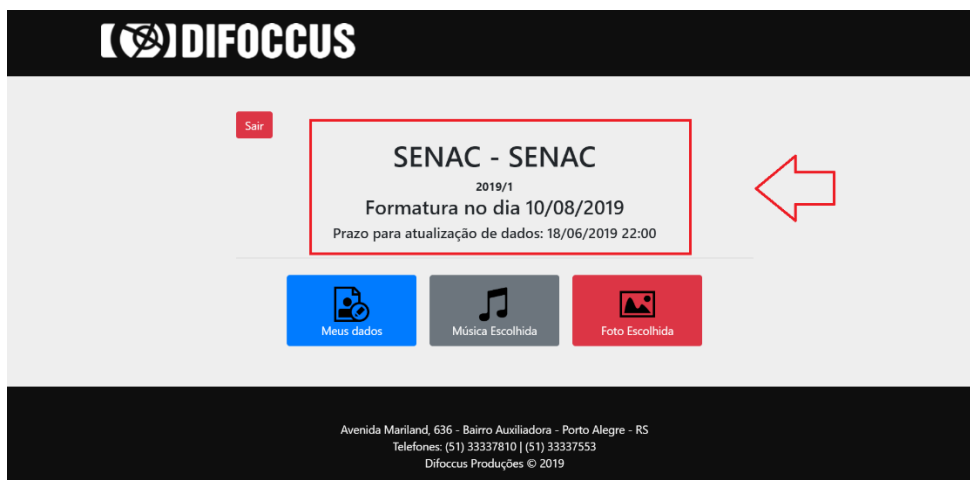 DIFOCCUS
Sair
SENAC - SENAC
2019/1
Formatura no dia 10/08/2019
Prazo para atualização de dados: 18/06/2019 22:00
Meus dados
Música Escolhida
Foto Escolhida
Avenida Mariland, 636 - Bairro Auxiliadora - Porto Alegre - RS
Telefones: (51) 33337810 | (51) 33337553
Difoccus Produções © 2019